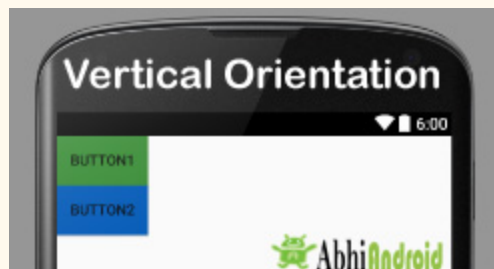 Vertical Orientation
6:00
BUTTON1
BUTTON2
AbhiAndroid